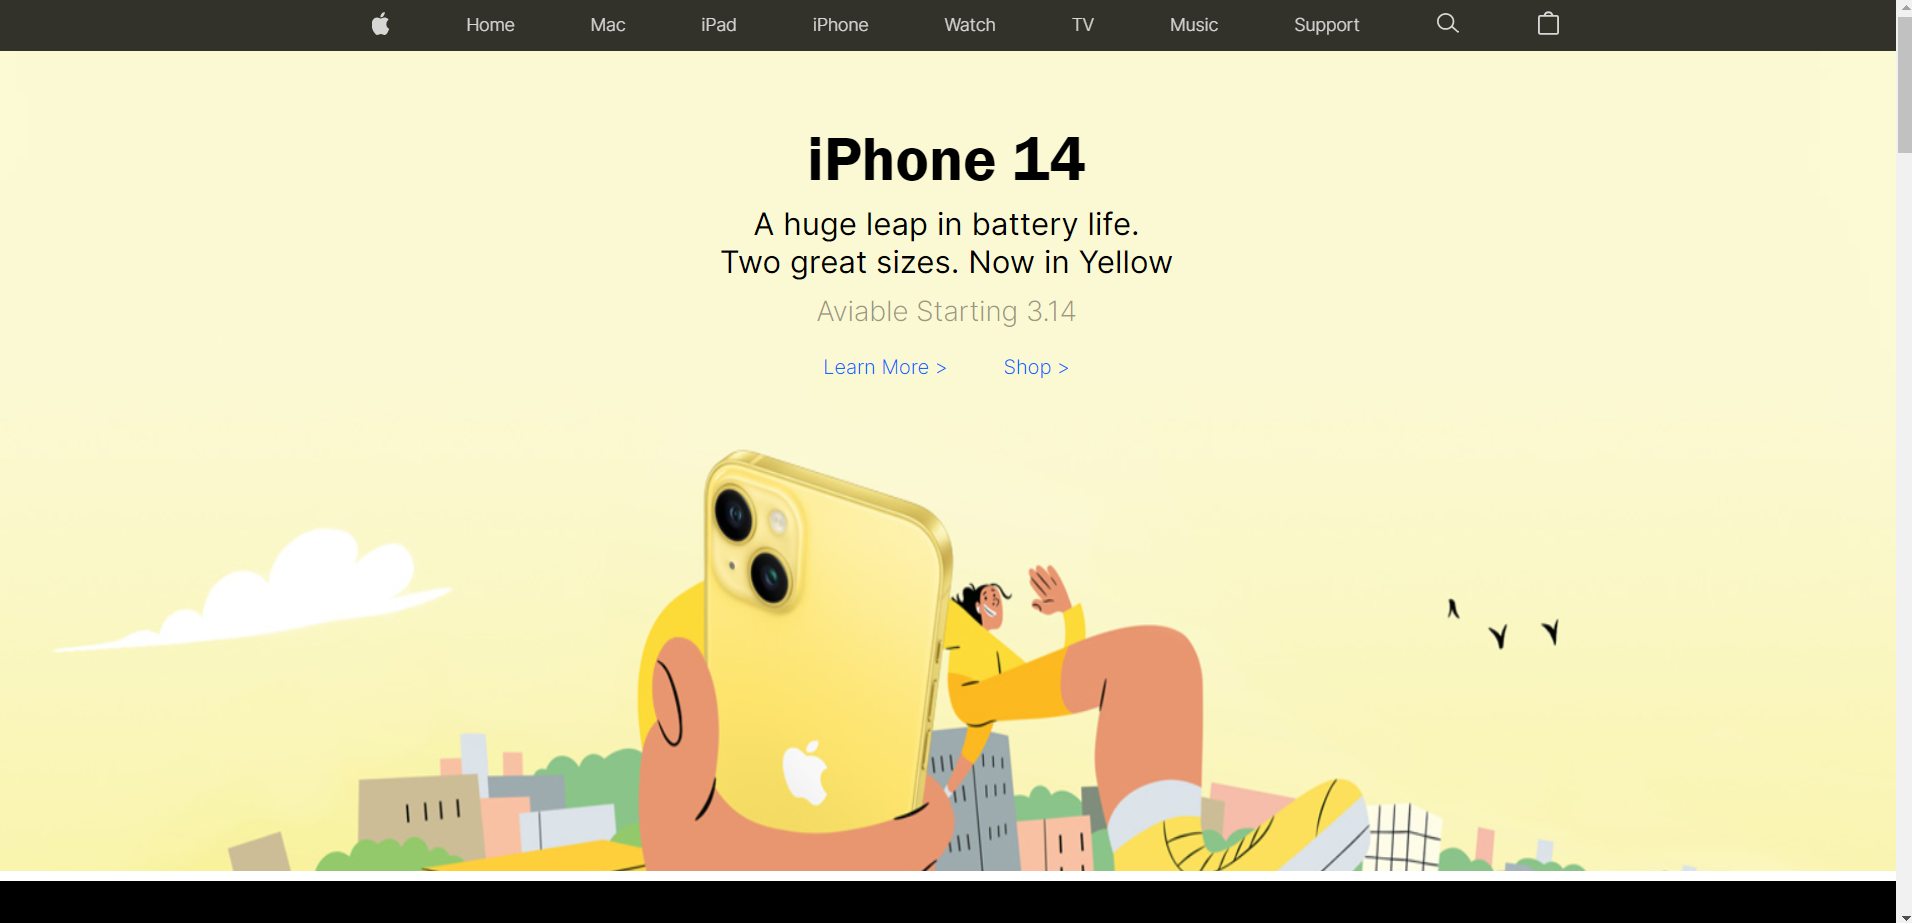 Home Mac iPad iPhone Watch TV Music Support
iPhone 14
A huge leap in battery life.
Two great sizes. Now in Yellow
Aviable Starting 3.14
Learn More > Shop >